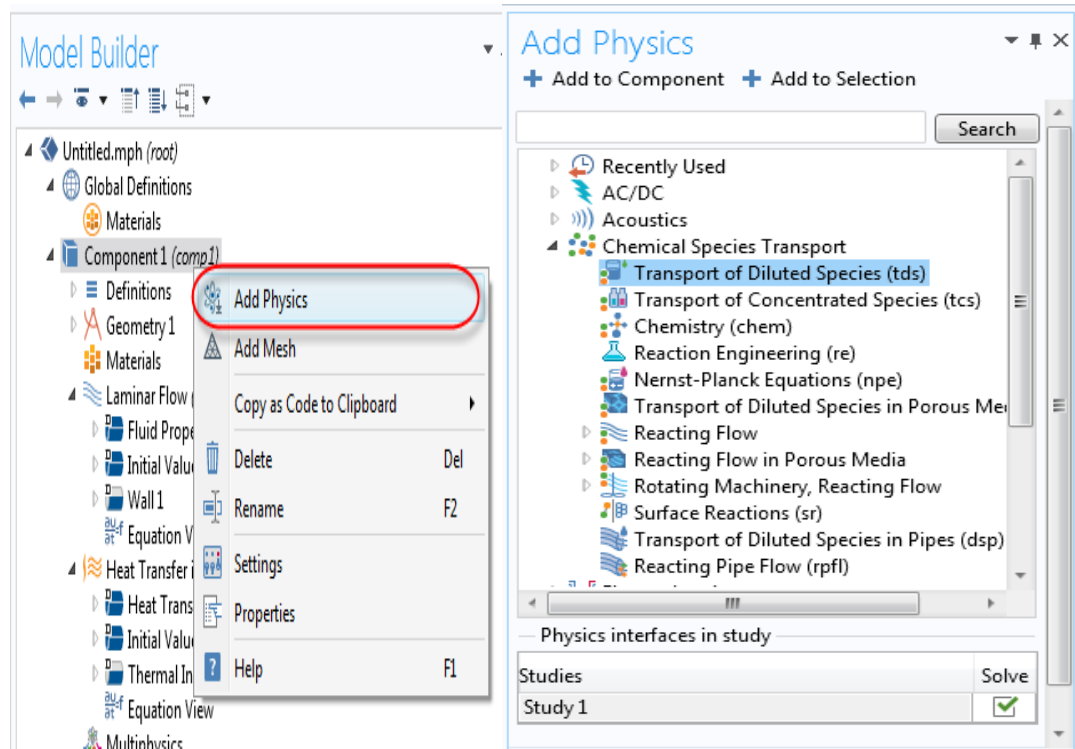 Model Builder
Untitled.mph (root)
Global Definitions
Materials
Component 1 (comp1)
Definitions
Geometry 1
Materials
Laminar Flow
Fluid Prope
Initial Valu
Wall 1
Equation V
Heat Transfer i
Heat Trans
Initial Valu
Thermal In
Equation View
Multiphysics
Add Physics
Add Mesh
Copy as Code to Clipboard
Delete Del
Rename F2
Settings
Properties
Help F1
Add Physics
Add to Component Add to Selection
Search
Recently Used
AC/DC
Acoustics
Chemical Species Transport
Transport of Diluted Species (tds)
Transport of Concentrated Species (tcs)
Chemistry (chem)
Reaction Engineering (re)
Nernst-Planck Equations (npe)
Transport of Diluted Species in Porous Me
Reacting Flow
Reacting Flow in Porous Media
Rotating Machinery, Reacting Flow
Surface Reactions (sr)
Transport of Diluted Species in Pipes (dsp)
Reacting Pipe Flow (rpfl)
Physics interfaces in study
Studies Solve
Study 1